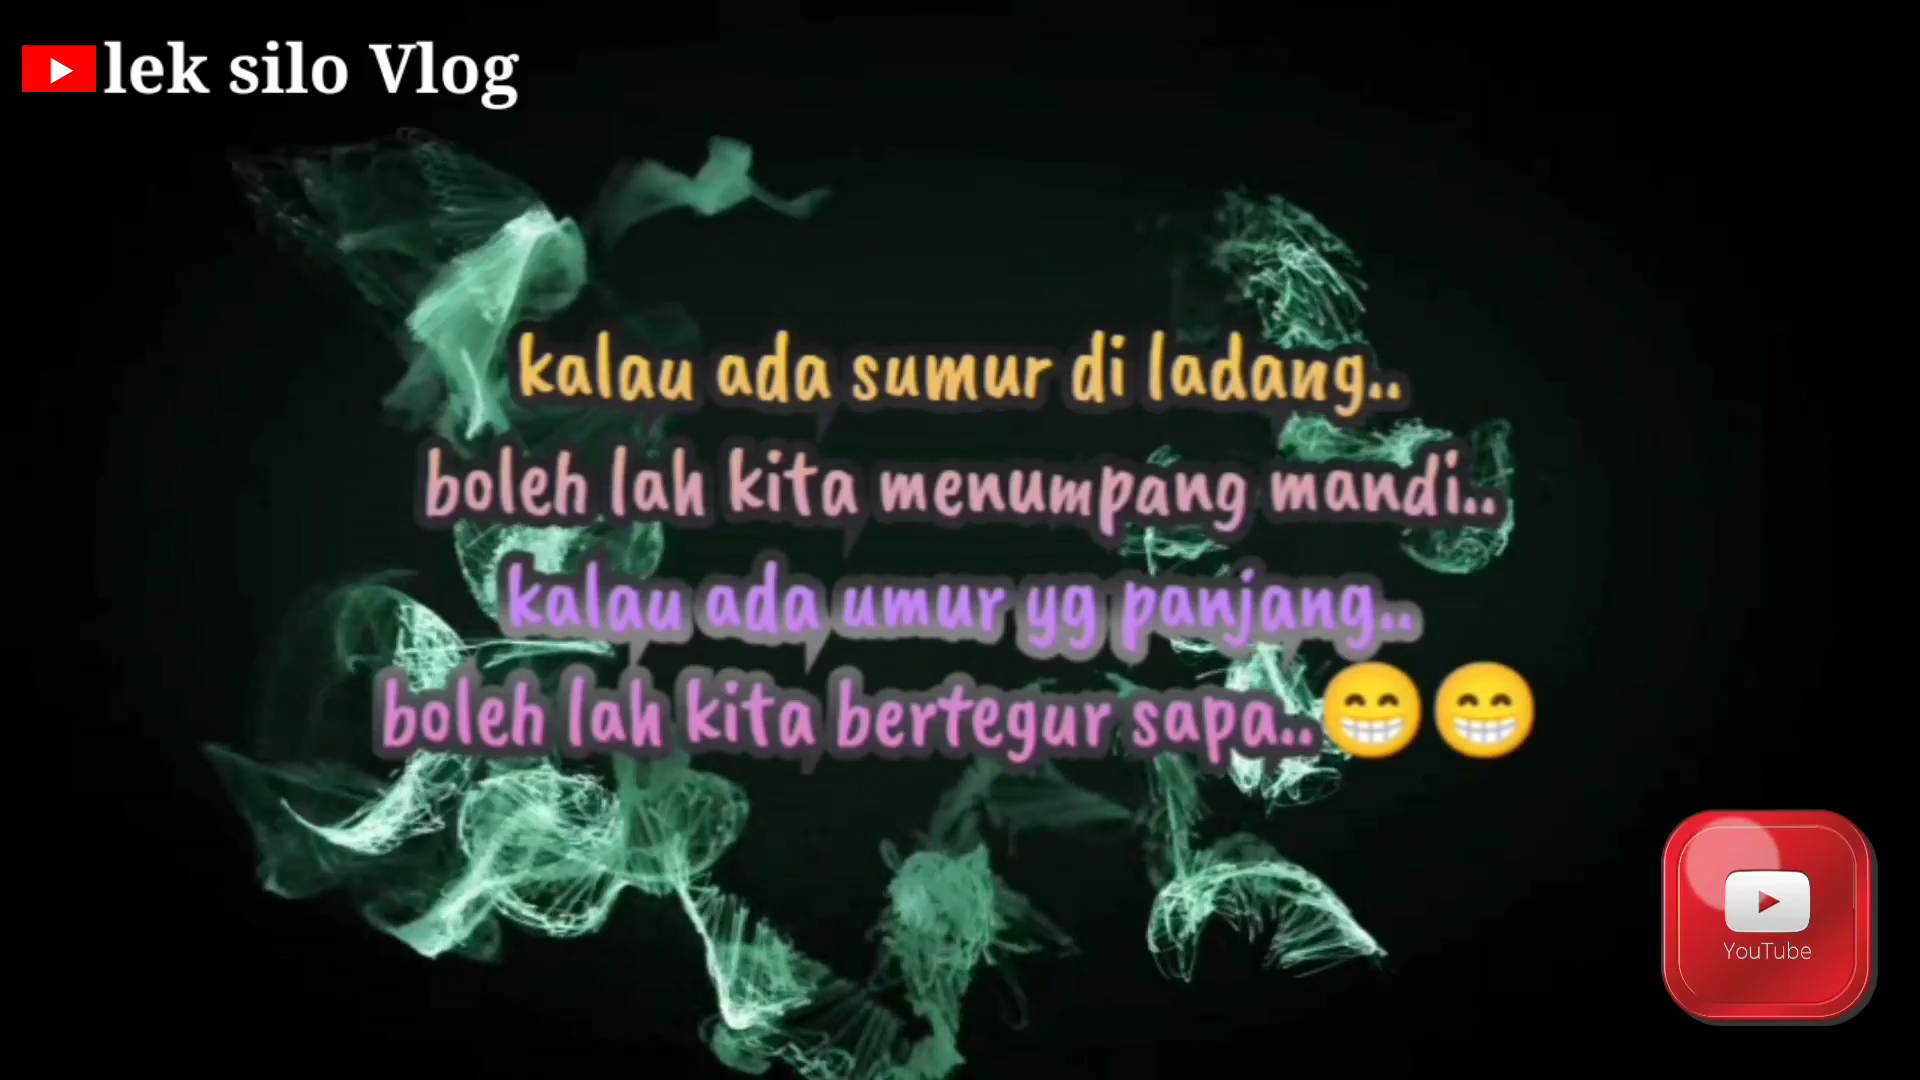 lek silo Vlog
kalau ada sumur di ladang..
boleh lah kita menumpang mandi..
kalau ada umur yg panjang..
boleh lah kita bertegur sapa..😁😁
YouTube